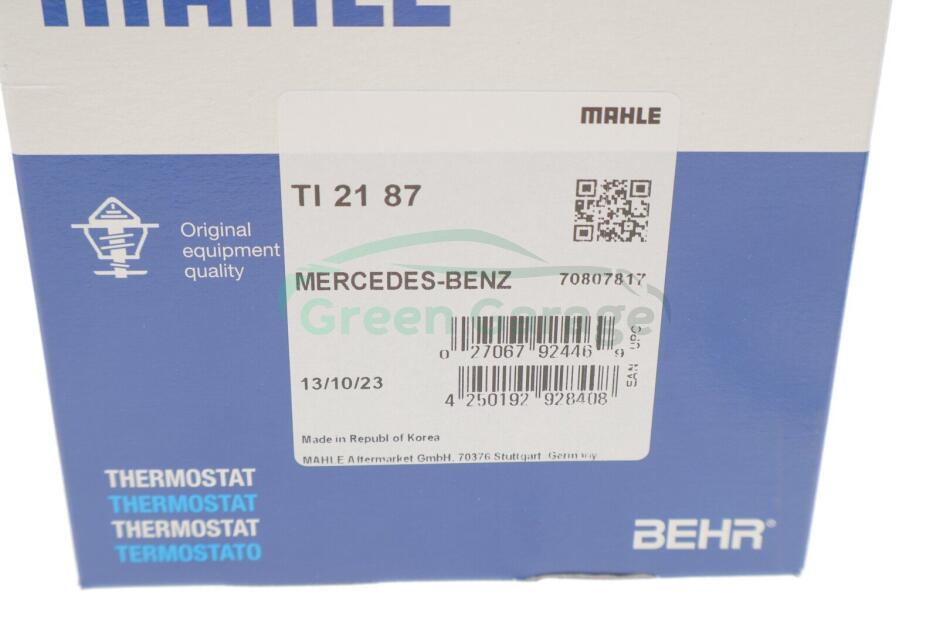 MAHLE
MAHLE
TI 21 87
Original
equipment
quality
MERCEDES-BENZ 70807817
Green Garage
0 27067 92446 9
UPC
13/10/23
4 250192 928408
EAN
Made in Republ of Korea
MAHLE Aftermarket GmbH, 70376 Stuttgart, Germany
THERMOSTAT
THERMOSTAT
THERMOSTAT
TERMOSTATO
BEHR®